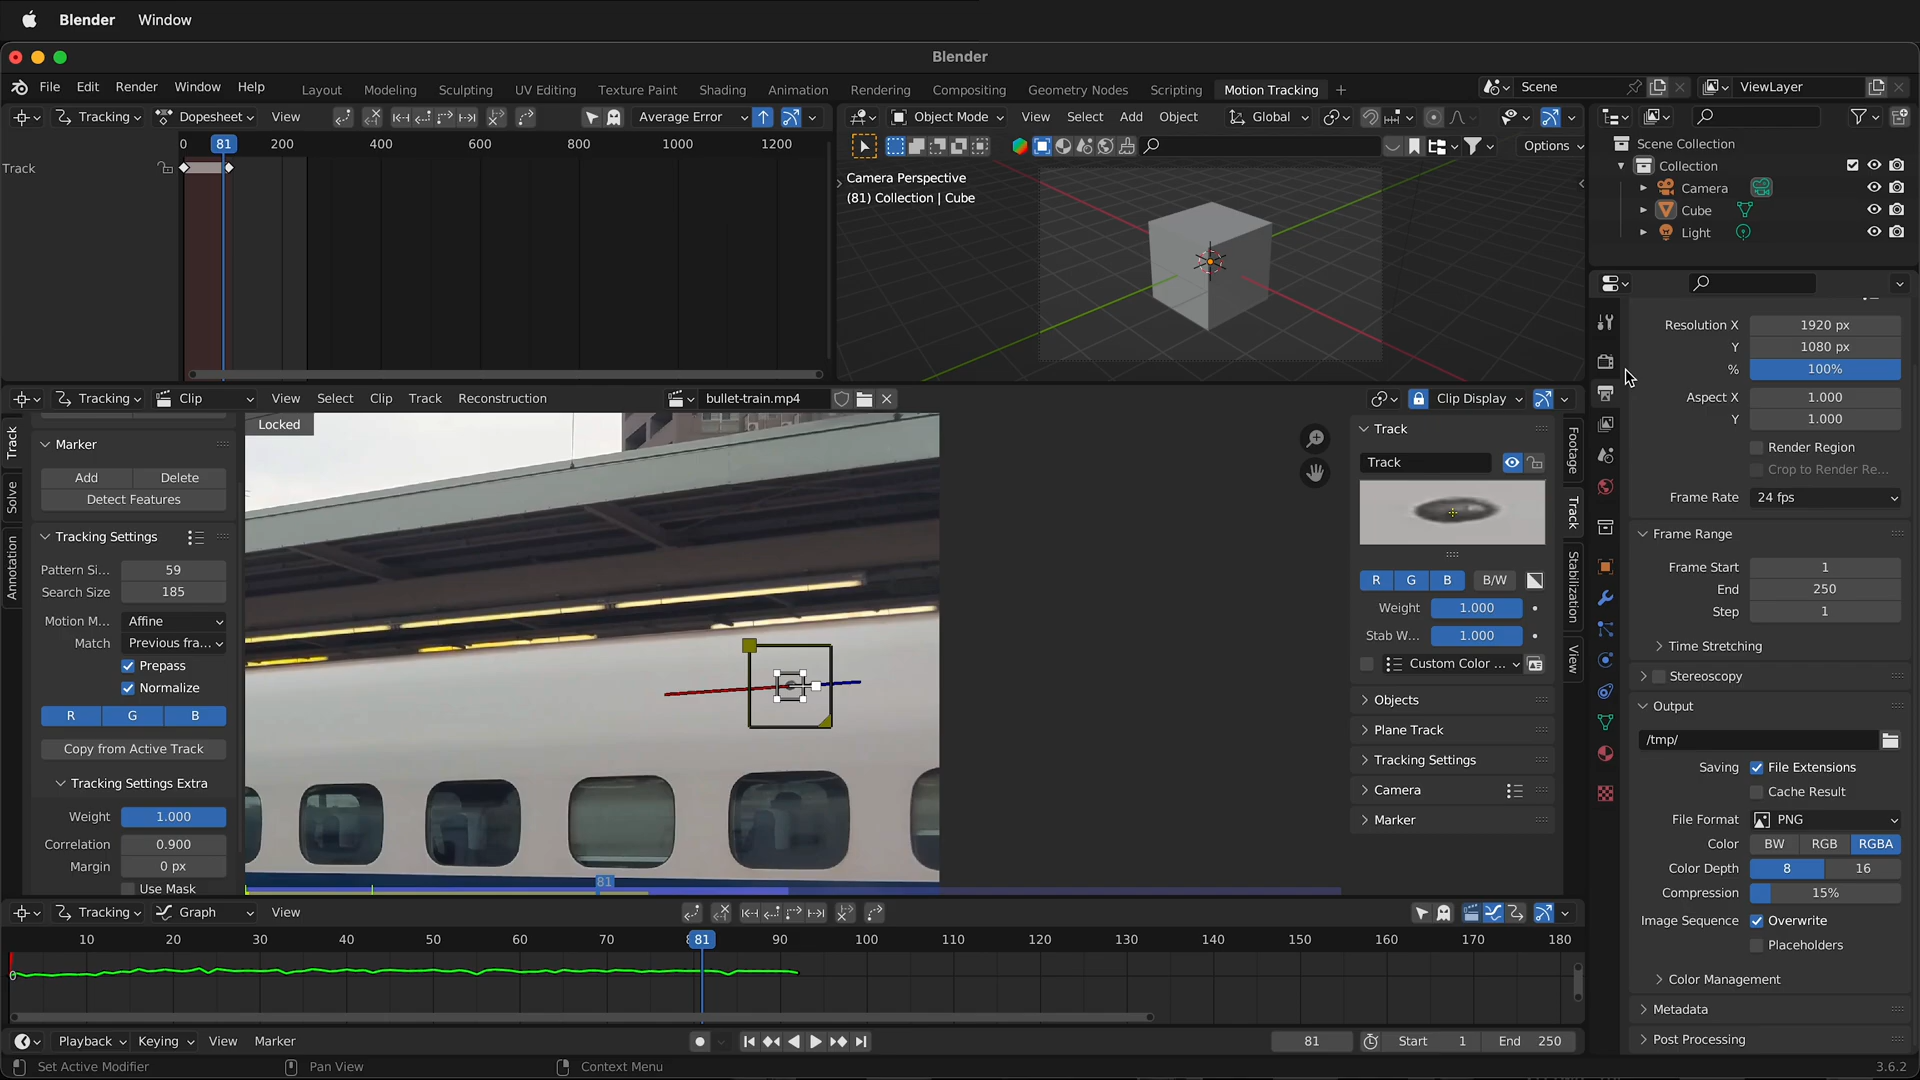 Blender Window
Blender
File Edit Render Window Help Layout Modeling Sculpting UV Editing Texture Paint Shading Animation Rendering Compositing Geometry Nodes Scripting Motion Tracking + Scene ViewLayer
Tracking Dopesheet View Average Error
0 81 200 400 600 800 1000 1200
Track
Object Mode View Select Add Object Global
Options
Camera Perspective
(81) Collection | Cube
Scene Collection
Collection
Camera
Cube
Light
Tracking Clip View Select Clip Track Reconstruction bullet-train.mp4 Clip Display
Track
Solve
Annotation
Marker
Add Delete
Detect Features
Tracking Settings
Pattern Si... 59
Search Size 185
Motion M... Affine
Match Previous fra...
Prepass
Normalize
R G B
Copy from Active Track
Tracking Settings Extra
Weight 1.000
Correlation 0.900
Margin 0 px
Use Mask
Locked
81
Track
Track
R G B B/W
Weight 1.000
Stab W... 1.000
Custom Color ...
Objects
Plane Track
Tracking Settings
Camera
Marker
Footage
Track
Stabilization
View
Resolution X 1920 px
Y 1080 px
% 100%
Aspect X 1.000
Y 1.000
Render Region
Crop to Render Re...
Frame Rate 24 fps
Frame Range
Frame Start 1
End 250
Step 1
Time Stretching
Stereoscopy
Output
/tmp/
Saving File Extensions
Cache Result
File Format PNG
Color BW RGB RGBA
Color Depth 8 16
Compression 15%
Image Sequence Overwrite
Placeholders
Color Management
Metadata
Post Processing
Tracking Graph View
10 20 30 40 50 60 70 81 90 100 110 120 130 140 150 160 170 180
0
Playback Keying View Marker 81 Start 1 End 250
Set Active Modifier Pan View Context Menu 3.6.2